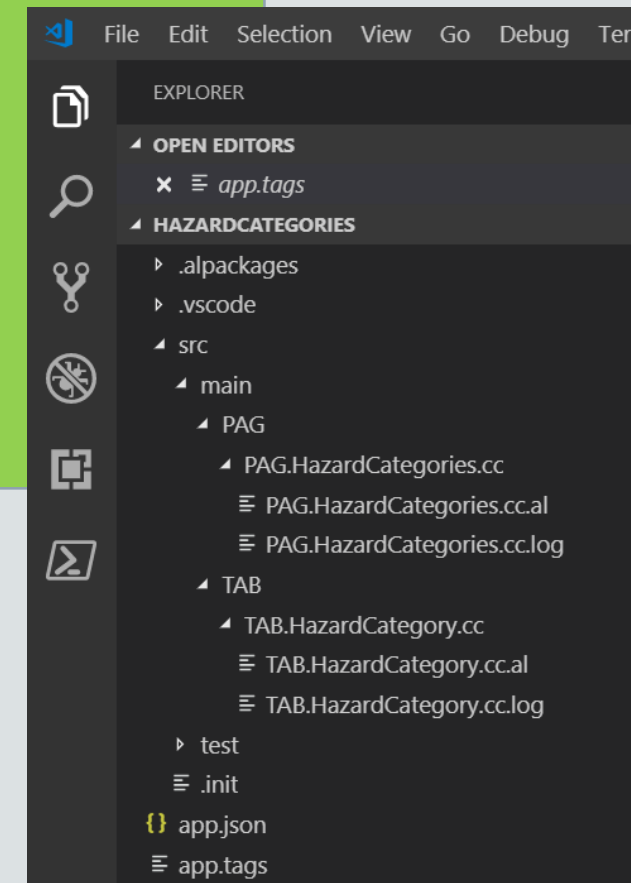 File Edit Selection View Go Debug Ter
EXPLORER
OPEN EDITORS
app.tags
HAZARDCATEGORIES
.alpackages
.vscode
src
main
PAG
PAG.HazardCategories.cc
PAG.HazardCategories.cc.al
PAG.HazardCategories.cc.log
TAB
TAB.HazardCategory.cc
TAB.HazardCategory.cc.al
TAB.HazardCategory.cc.log
test
.init
{} app.json
app.tags